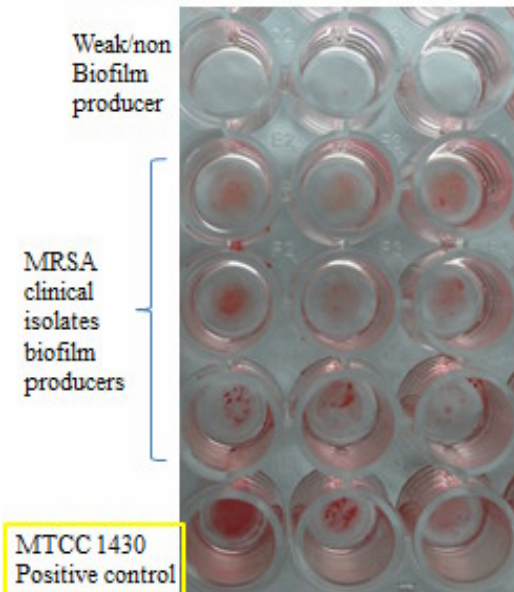 Weak/non
Biofilm
producer
MRSA
clinical
isolates
biofilm
producers
MTCC 1430
Positive control